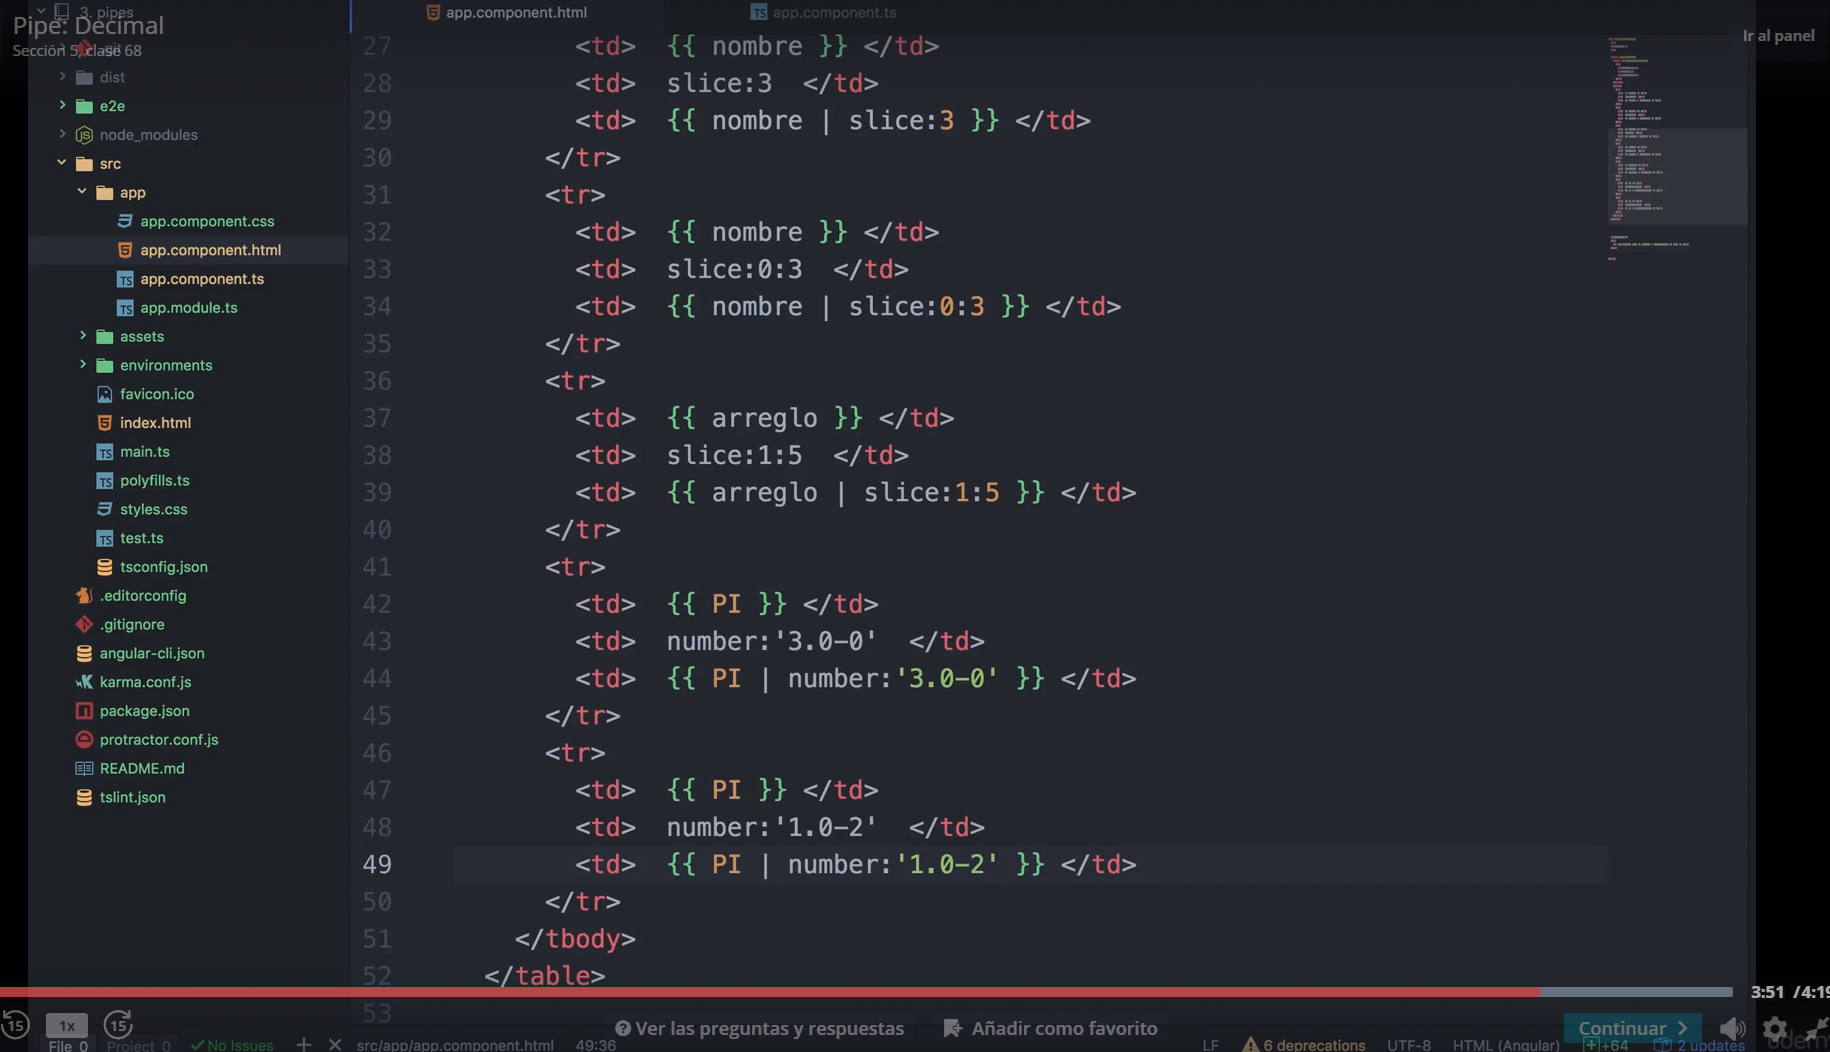 3. pipes
Pipe: Decimal
Sección 5, clase 68
app.component.html
app.component.ts
Ir al panel
dist
e2e
node_modules
src
app
app.component.css
app.component.html
app.component.ts
app.module.ts
assets
environments
favicon.ico
index.html
main.ts
polyfills.ts
styles.css
test.ts
tsconfig.json
.editorconfig
.gitignore
angular-cli.json
karma.conf.js
package.json
protractor.conf.js
README.md
tslint.json
27 <td> {{ nombre }} </td>
28 <td> slice:3 </td>
29 <td> {{ nombre | slice:3 }} </td>
30 </tr>
31 <tr>
32 <td> {{ nombre }} </td>
33 <td> slice:0:3 </td>
34 <td> {{ nombre | slice:0:3 }} </td>
35 </tr>
36 <tr>
37 <td> {{ arreglo }} </td>
38 <td> slice:1:5 </td>
39 <td> {{ arreglo | slice:1:5 }} </td>
40 </tr>
41 <tr>
42 <td> {{ PI }} </td>
43 <td> number:'3.0-0' </td>
44 <td> {{ PI | number:'3.0-0' }} </td>
45 </tr>
46 <tr>
47 <td> {{ PI }} </td>
48 <td> number:'1.0-2' </td>
49 <td> {{ PI | number:'1.0-2' }} </td>
50 </tr>
51 </tbody>
52 </table>
53
3:51 /4:19
15 1x 15
Ver las preguntas y respuestas
Añadir como favorito
Continuar
File 0 Project 0 No Issues src/app/app.component.html 49:36
LF 6 deprecations UTF-8 HTML (Angular) +64 2 updates